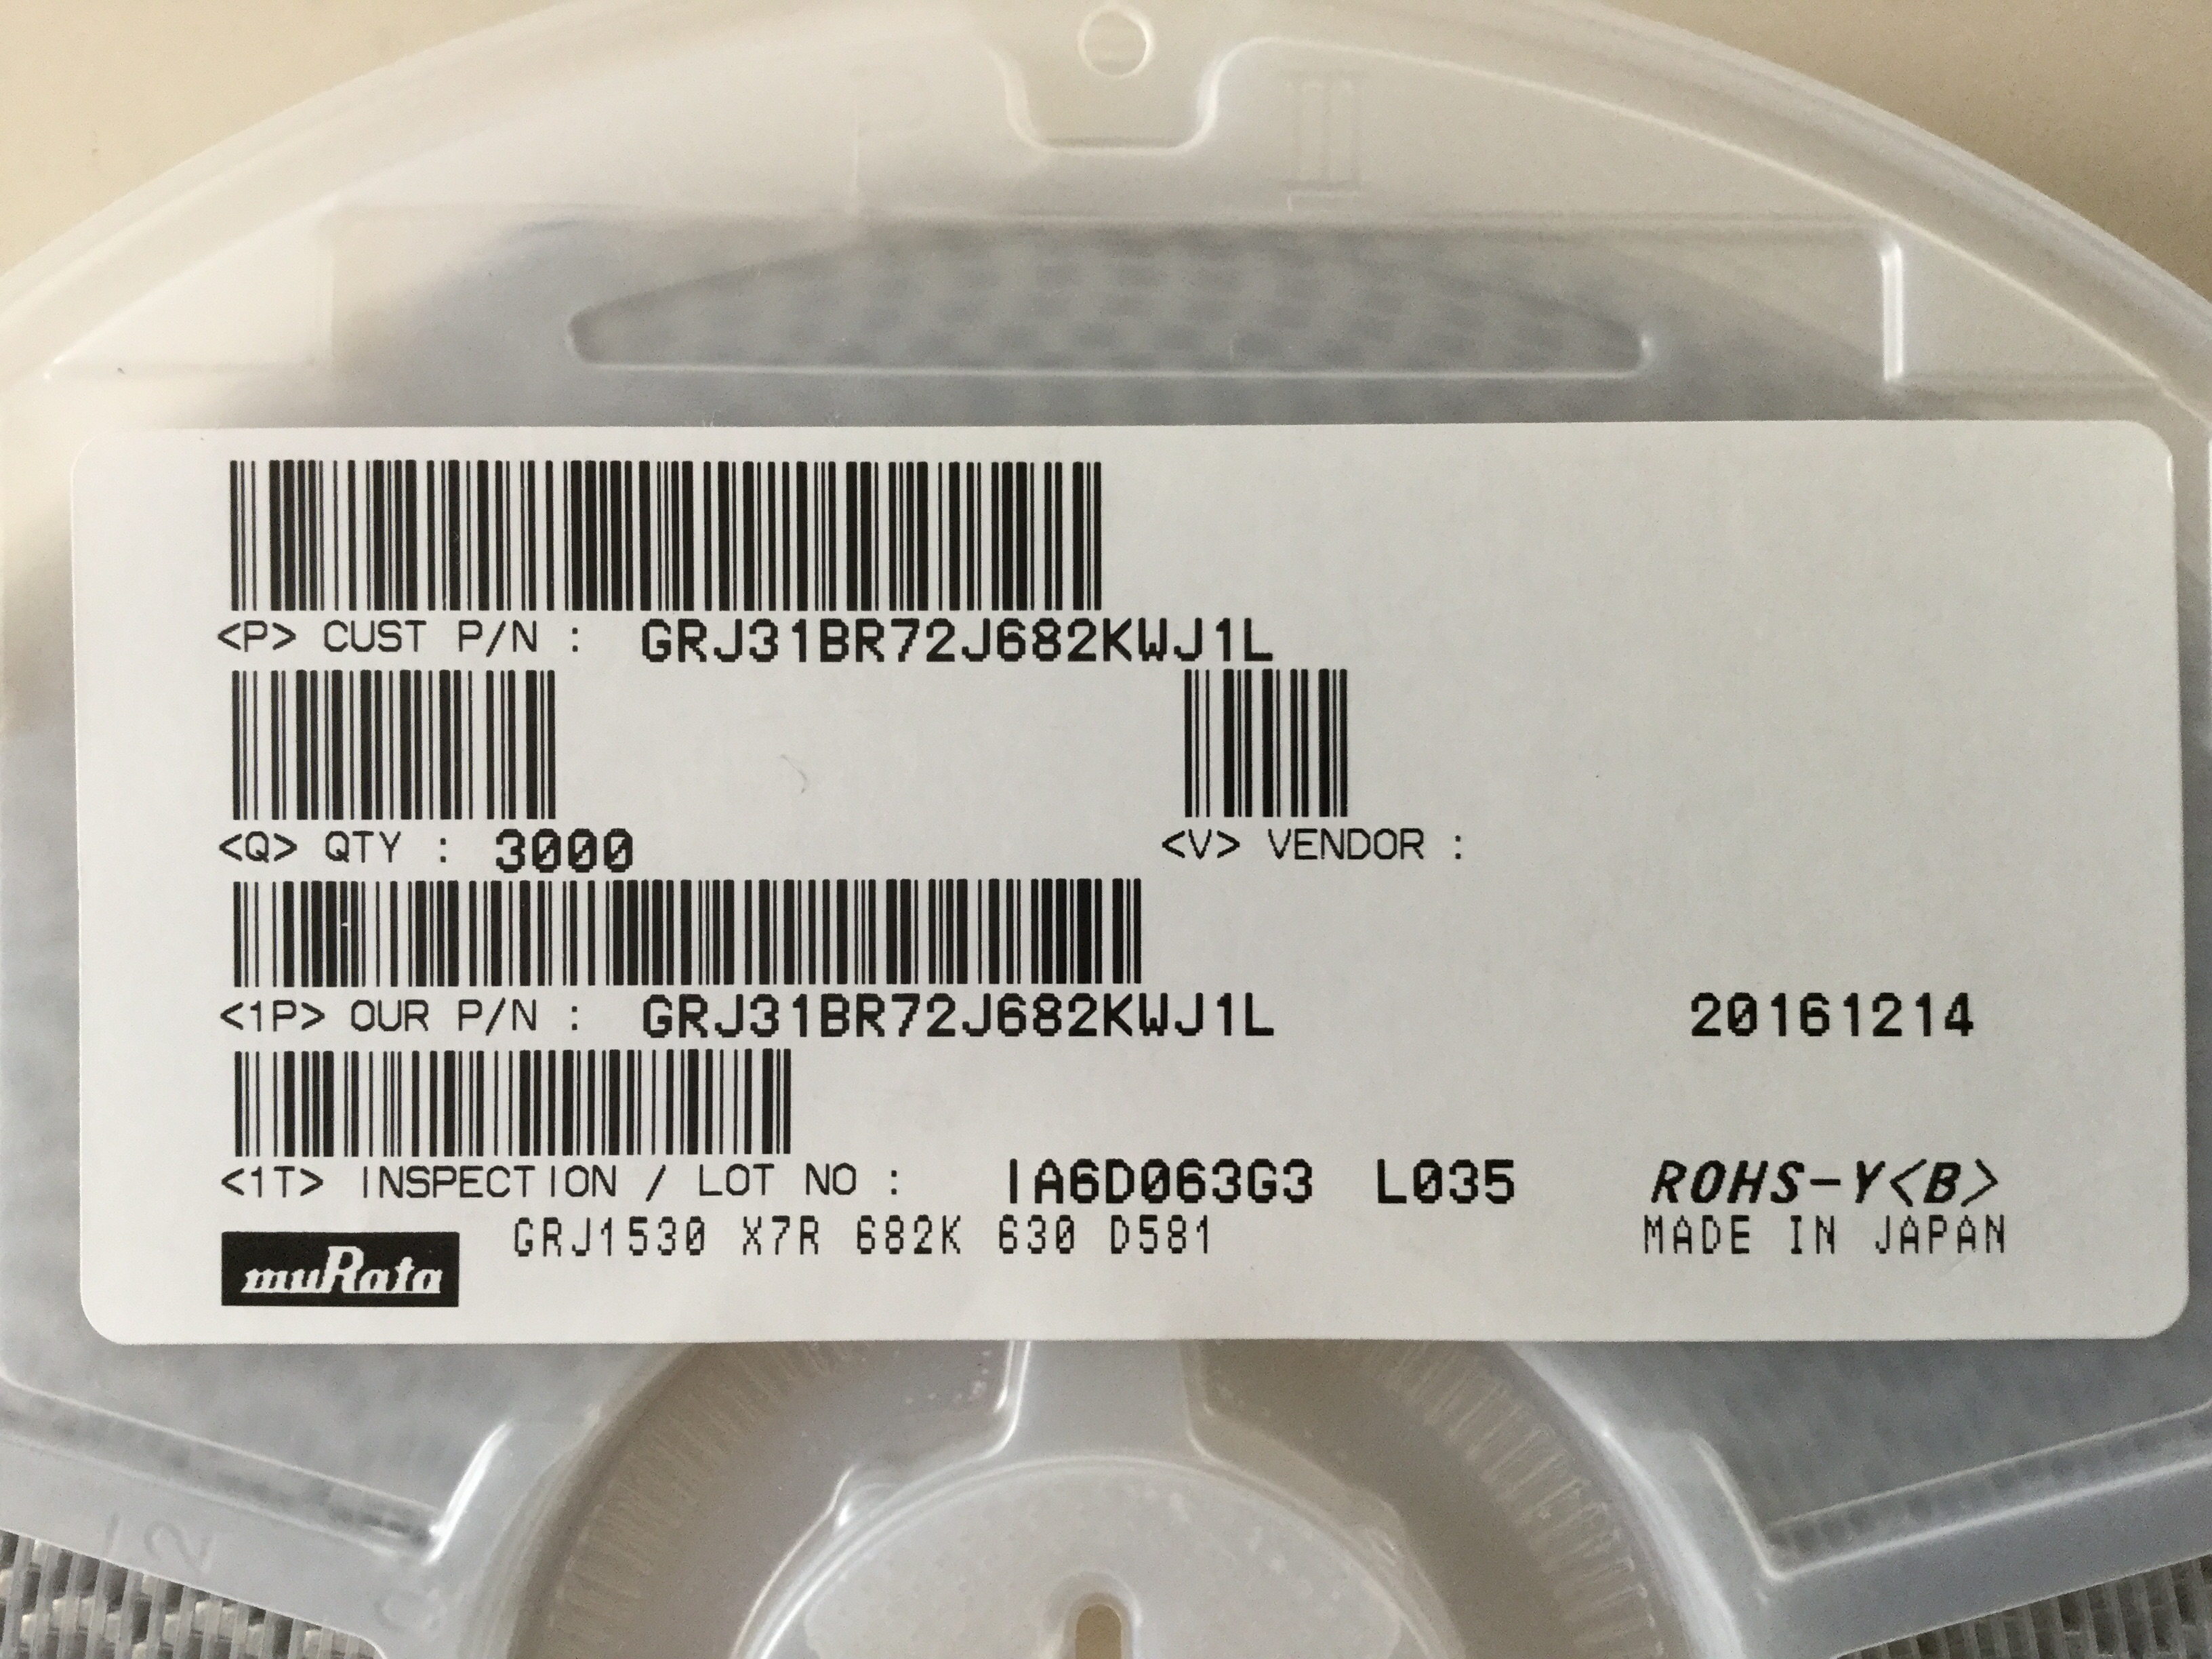 <P> CUST P/N : GRJ31BR72J682KWJ1L
<Q> QTY : 3000 <V> VENDOR :
<1P> OUR P/N : GRJ31BR72J682KWJ1L 20161214
<1T> INSPECTION / LOT NO : IA6D063G3 L035 ROHS-Y<B>
muRata GRJ1530 X7R 682K 630 D581 MADE IN JAPAN